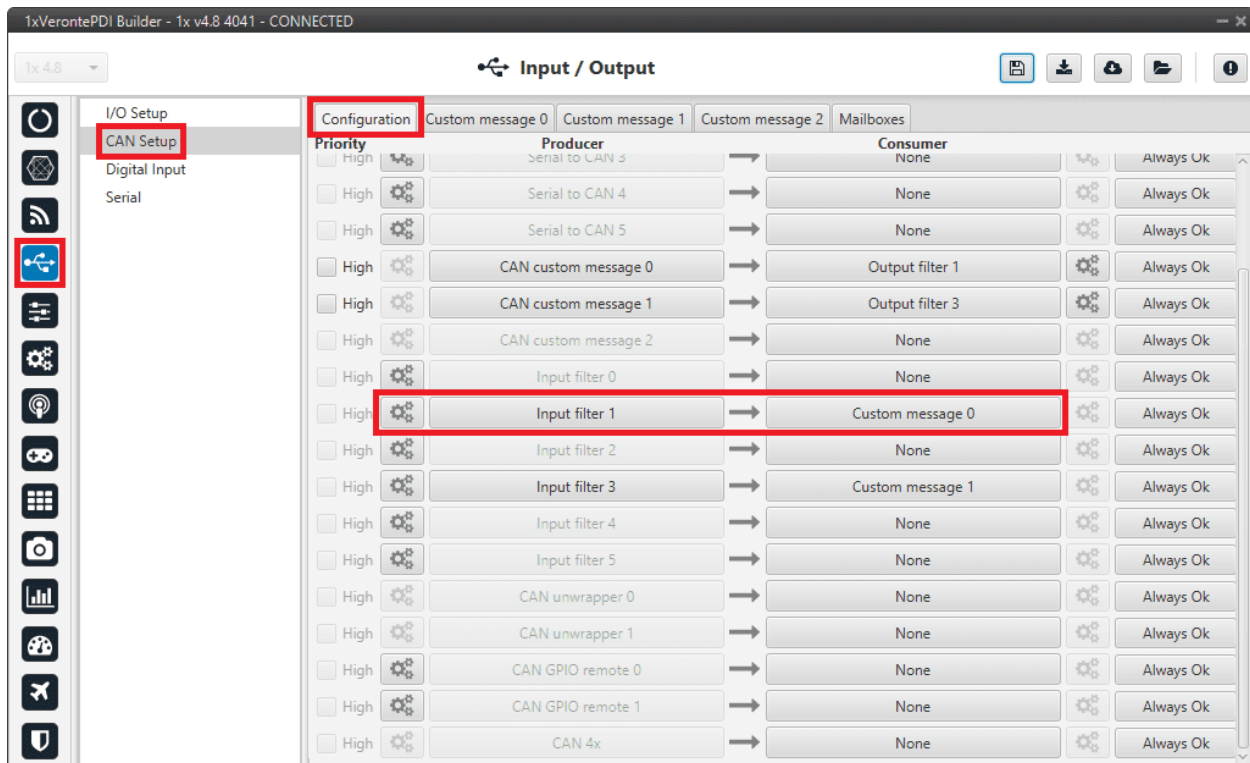 1xVerontePDI Builder - 1x v4.8 4041 - CONNECTED
1x 4.8
Input / Output
I/O Setup
CAN Setup
Digital Input
Serial
Configuration Custom message 0 Custom message 1 Custom message 2 Mailboxes
Priority Producer Consumer
High Serial to CAN 3 None Always Ok
High Serial to CAN 4 None Always Ok
High Serial to CAN 5 None Always Ok
High CAN custom message 0 Output filter 1 Always Ok
High CAN custom message 1 Output filter 3 Always Ok
High CAN custom message 2 None Always Ok
High Input filter 0 None Always Ok
High Input filter 1 Custom message 0 Always Ok
High Input filter 2 None Always Ok
High Input filter 3 Custom message 1 Always Ok
High Input filter 4 None Always Ok
High Input filter 5 None Always Ok
High CAN unwrapper 0 None Always Ok
High CAN unwrapper 1 None Always Ok
High CAN GPIO remote 0 None Always Ok
High CAN GPIO remote 1 None Always Ok
High CAN 4x None Always Ok